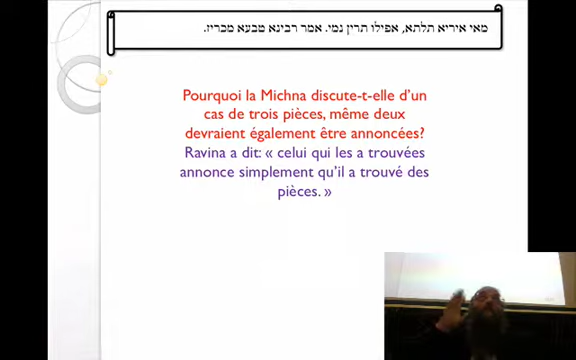 מאי איריא תלתא, אפילו תרין נמי. אמר רבינא טבעא מכריז.
Pourquoi la Michna discute-t-elle d'un
cas de trois pièces, même deux
devraient également être annoncées?
Ravina a dit: « celui qui les a trouvées
annonce simplement qu'il a trouvé des
pièces. »